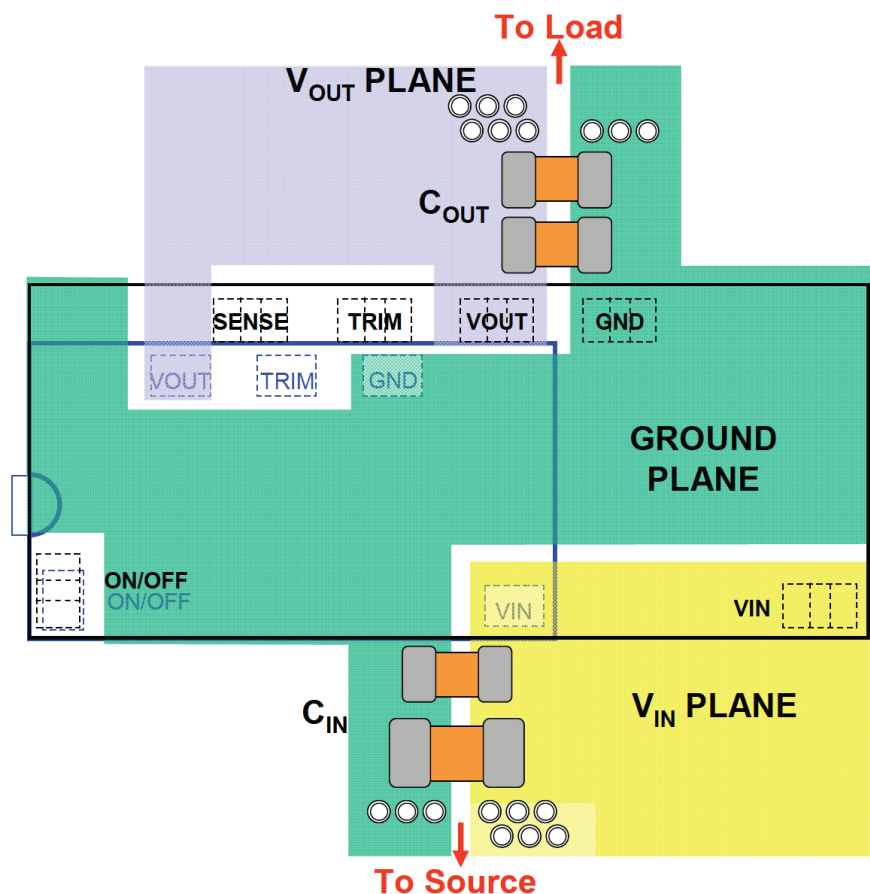 To Load
VOUT PLANE
COUT
SENSE TRIM VOUT GND
VOUT TRIM GND
GROUND
PLANE
ON/OFF
ON/OFF
VIN VIN
CIN
VIN PLANE
To Source